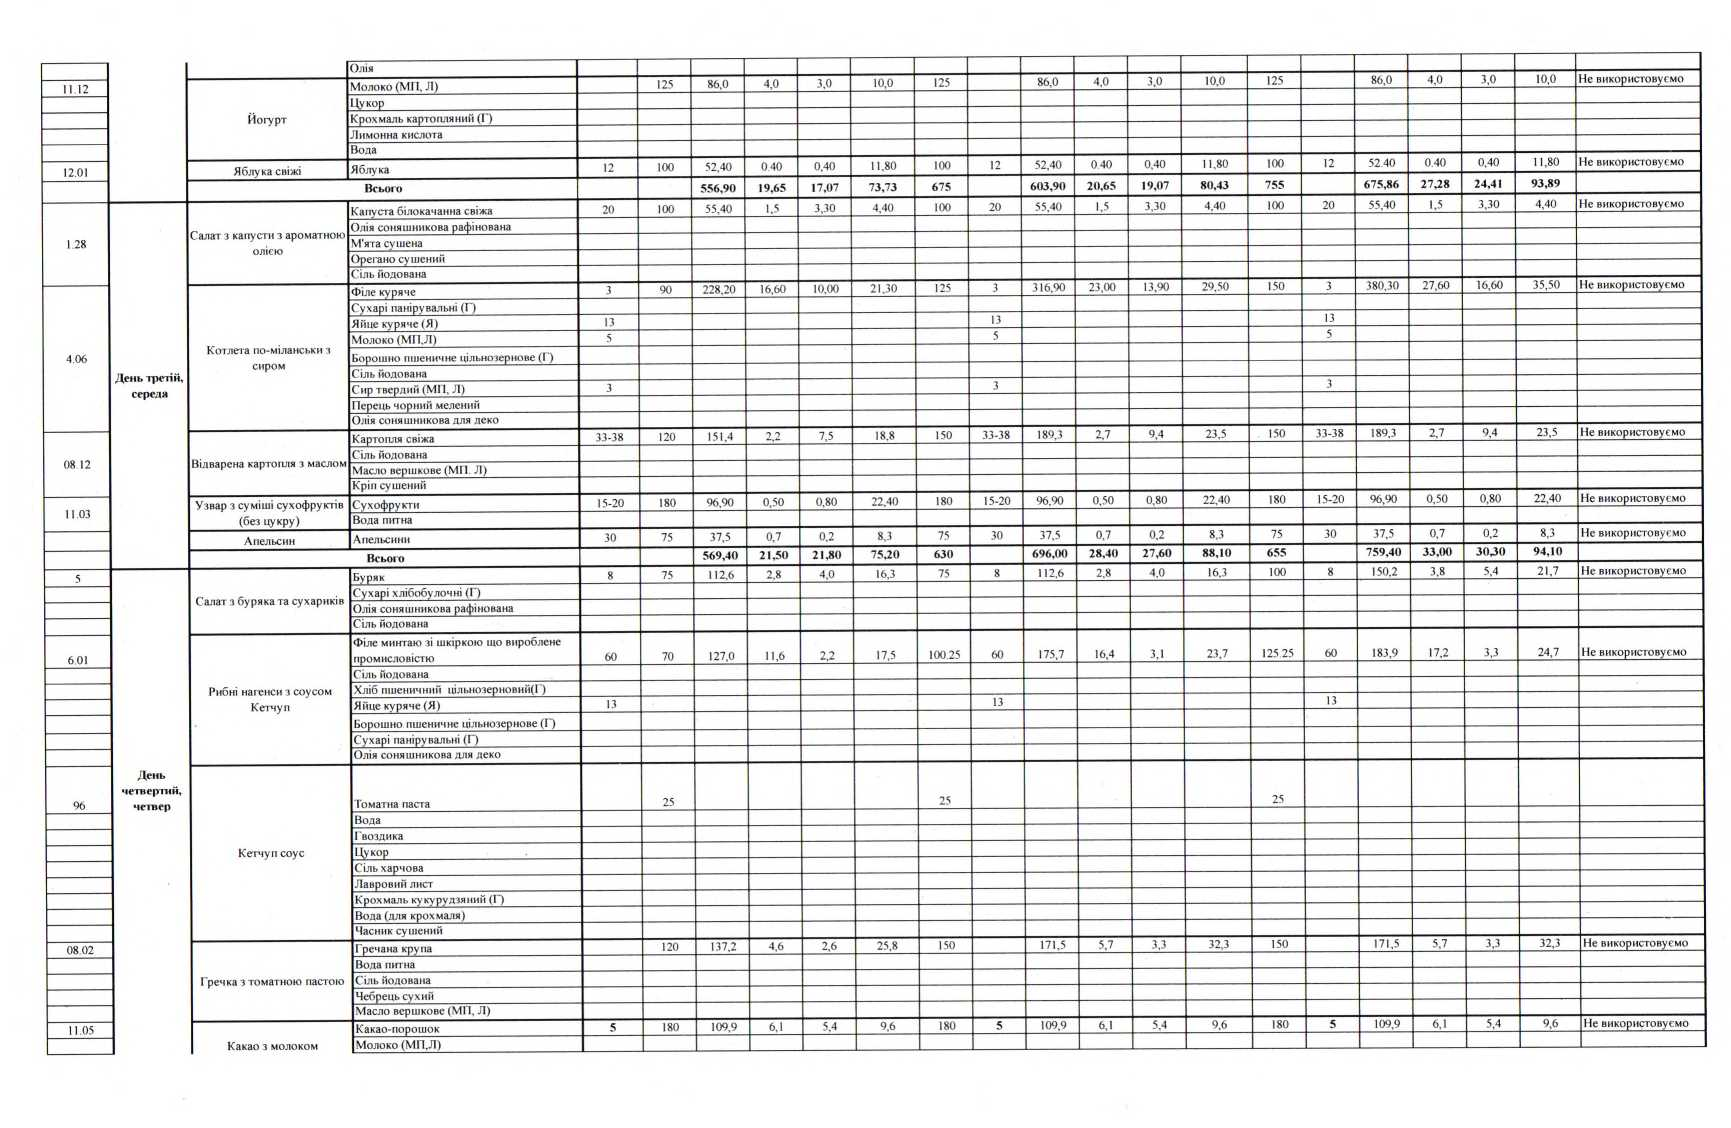 Олія
11.12 Йогурт Молоко (МП, Л) 125 86,0 4,0 3,0 10,0 125 86,0 4,0 3,0 10,0 125 86,0 4,0 3,0 10,0 Не використовуємо
Цукор
Крохмаль картопляний (Г)
Лимонна кислота
Вода
12.01 Яблука свіжі Яблука 12 100 52,40 0.40 0,40 11,80 100 12 52,40 0.40 0,40 11,80 100 12 52.40 0.40 0,40 11,80 Не використовуємо
Всього 556,90 19,65 17,07 73,73 675 603,90 20,65 19,07 80,43 755 675,86 27,28 24,41 93,89
День третій, середа
1.28 Салат з капусти з ароматною олією Капуста білокачанна свіжа 20 100 55,40 1,5 3,30 4,40 100 20 55,40 1,5 3,30 4,40 100 20 55,40 1,5 3,30 4,40 Не використовуємо
Олія соняшникова рафінована
М'ята сушена
Орегано сушений
Сіль йодована
4.06 Котлета по-міланськи з сиром Філе куряче 3 90 228,20 16,60 10,00 21,30 125 3 316,90 23,00 13,90 29,50 150 3 380,30 27,60 16,60 35,50 Не використовуємо
Сухарі панірувальні (Г)
Яйце куряче (Я) 13 13 13
Молоко (МП,Л) 5 5 5
Борошно пшеничне цільнозернове (Г)
Сіль йодована
Сир твердий (МП, Л) 3 3 3
Перець чорний мелений
Олія соняшникова для деко
08.12 Відварена картопля з маслом Картопля свіжа 33-38 120 151,4 2,2 7,5 18,8 150 33-38 189,3 2,7 9,4 23,5 150 33-38 189,3 2,7 9,4 23,5 Не використовуємо
Сіль йодована
Масло вершкове (МП. Л)
Кріп сушений
11.03 Узвар з суміші сухофруктів (без цукру) Сухофрукти 15-20 180 96,90 0,50 0,80 22,40 180 15-20 96,90 0,50 0,80 22,40 180 15-20 96,90 0,50 0,80 22,40 Не використовуємо
Вода питна
Апельсин Апельсини 30 75 37,5 0,7 0,2 8,3 75 30 37,5 0,7 0,2 8,3 75 30 37,5 0,7 0,2 8,3 Не використовуємо
Всього 569,40 21,50 21,80 75,20 630 696,00 28,40 27,60 88,10 655 759,40 33,00 30,30 94,10
День четвертий, четвер
5 Салат з буряка та сухариків Буряк 8 75 112,6 2,8 4,0 16,3 75 8 112,6 2,8 4,0 16,3 100 8 150,2 3,8 5,4 21,7 Не використовуємо
Сухарі хлібобулочні (Г)
Олія соняшникова рафінована
Сіль йодована
6.01 Рибні нагенси з соусом Кетчуп Філе минтаю зі шкіркою що вироблене промисловістю 60 70 127,0 11,6 2,2 17,5 100.25 60 175,7 16,4 3,1 23,7 125.25 60 183,9 17,2 3,3 24,7 Не використовуємо
Сіль йодована
Хліб пшеничний цільнозерновий(Г)
Яйце куряче (Я) 13 13 13
Борошно пшеничне цільнозернове (Г)
Сухарі панірувальні (Г)
Олія соняшникова для деко
96 Кетчуп соус Томатна паста 25 25 25
Вода
Гвоздика
Цукор
Сіль харчова
Лавровий лист
Крохмаль кукурудзяний (Г)
Вода (для крохмаля)
Часник сушений
08.02 Гречка з томатною пастою Гречана крупа 120 137,2 4,6 2,6 25,8 150 171,5 5,7 3,3 32,3 150 171,5 5,7 3,3 32,3 Не використовуємо
Вода питна
Сіль йодована
Чебрець сухий
Масло вершкове (МП, Л)
11.05 Какао з молоком Какао-порошок 5 180 109,9 6,1 5,4 9,6 180 5 109,9 6,1 5,4 9,6 180 5 109,9 6,1 5,4 9,6 Не використовуємо
Молоко (МП,Л)